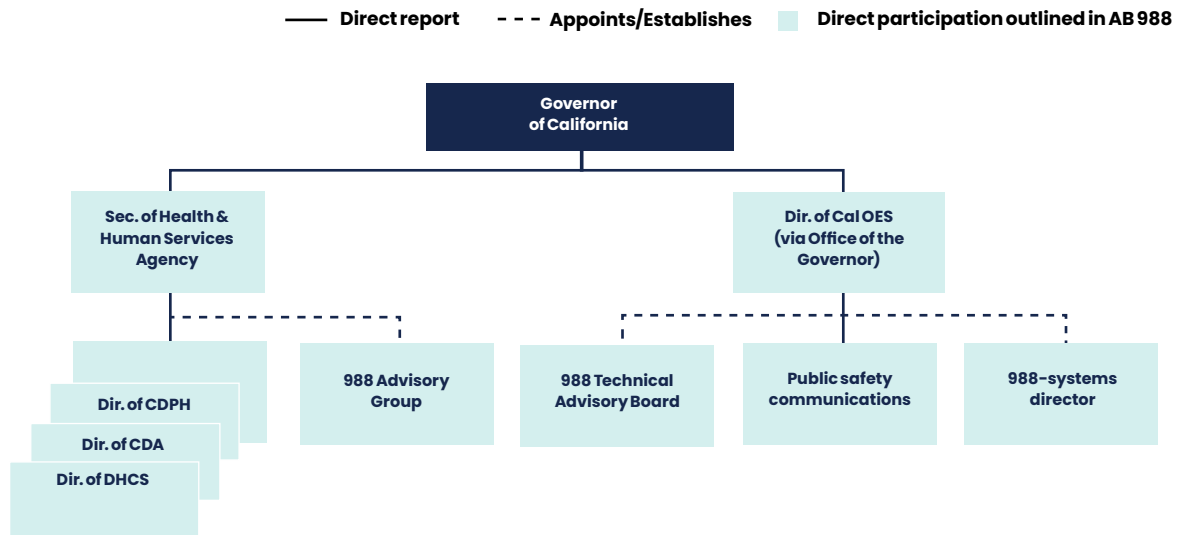 Direct report
Appoints/Establishes
Direct participation outlined in AB 988
Governor
of California
Sec. of Health &
Human Services
Agency
Dir. of Cal OES
(via Office of the
Governor)
Dir. of CDPH
Dir. of CDA
Dir. of DHCS
988 Advisory
Group
988 Technical
Advisory Board
Public safety
communications
988-systems
director